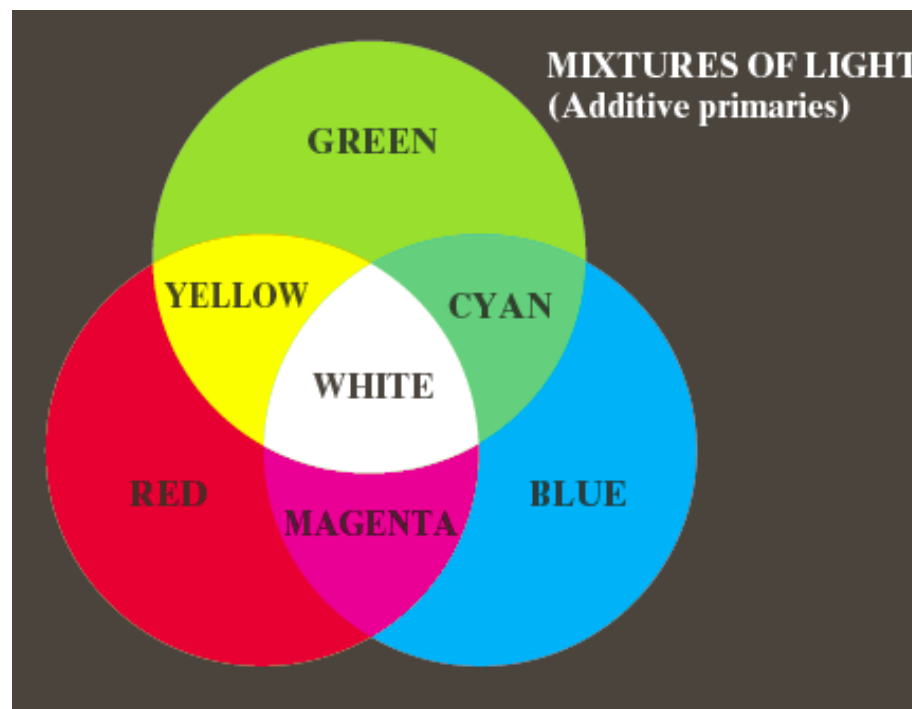 MIXTURES OF LIGHT
(Additive primaries)
GREEN
YELLOW
CYAN
WHITE
RED
BLUE
MAGENTA